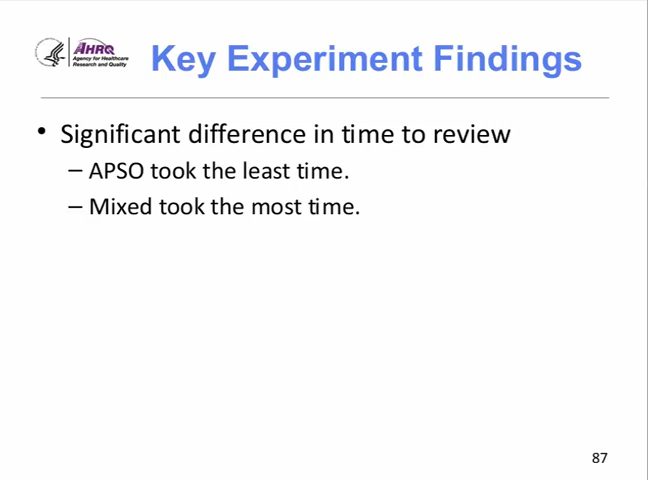 AHRQ
Agency for Healthcare
Research and Quality
Key Experiment Findings
• Significant difference in time to review
– APSO took the least time.
– Mixed took the most time.
87